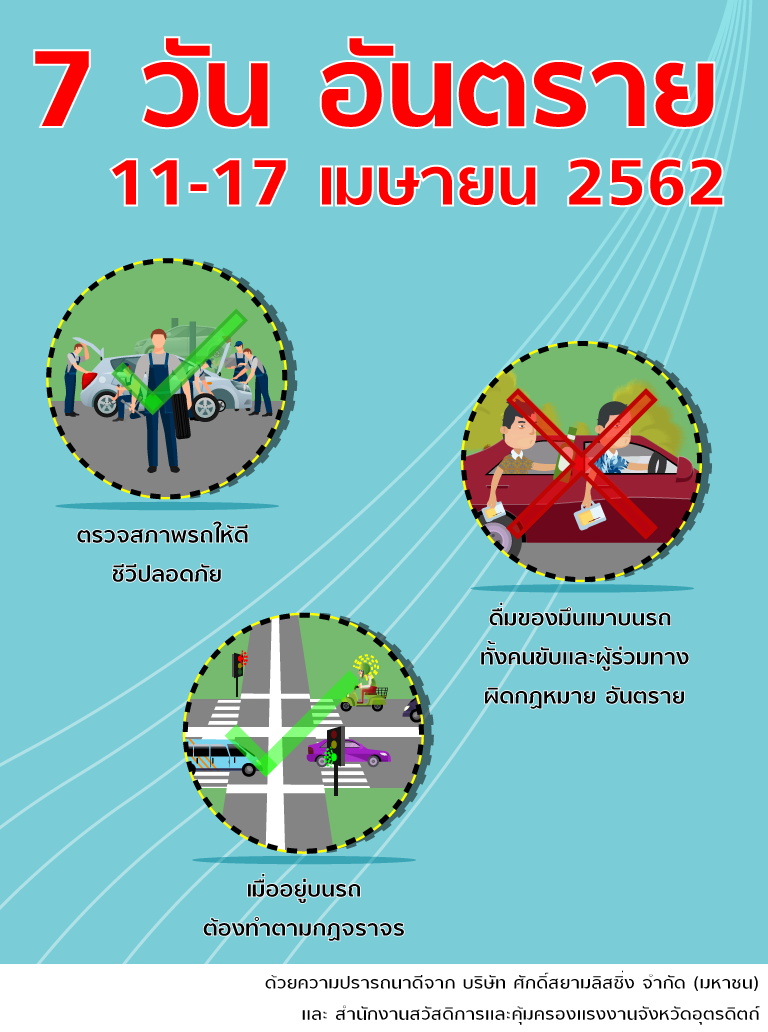 7 วัน อันตราย
11-17 เมษายน 2562
ตรวจสภาพรถให้ดี
ชีวีปลอดภัย
ดื่มของมึนเมาบนรถ
ทั้งคนขับและผู้ร่วมทาง
ผิดกฎหมาย อันตราย
เมื่ออยู่บนรถ
ต้องทำตามกฎจราจร
ด้วยความปรารถนาดีจาก บริษัท ศักดิ์สยามลิสซิ่ง จำกัด (มหาชน)
และ สำนักงานสวัสดิการและคุ้มครองแรงงานจังหวัดอุตรดิตถ์